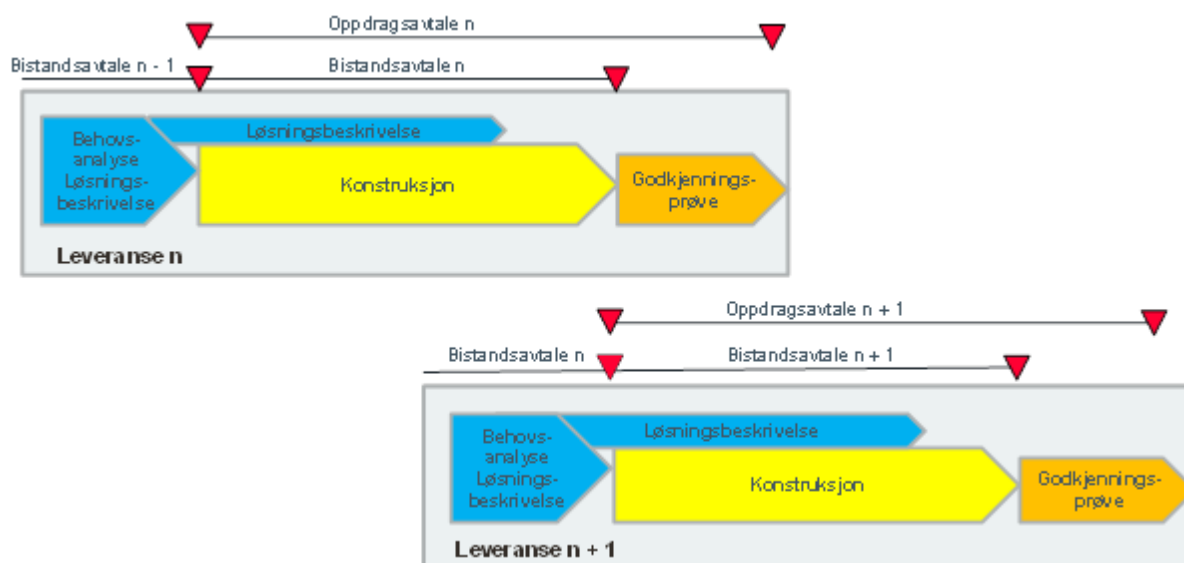 Oppdragsavtale n
Bistandsavtale n - 1
Bistandsavtale n
Løsningsbeskrivelse
Behovs-
analyse
Løsnings-
beskrivelse
Konstruksjon
Godkjennings-
prøve
Leveranse n
Oppdragsavtale n + 1
Bistandsavtale n
Bistandsavtale n + 1
Løsningsbeskrivelse
Behovs-
analyse
Løsnings-
beskrivelse
Konstruksjon
Godkjennings-
prøve
Leveranse n + 1